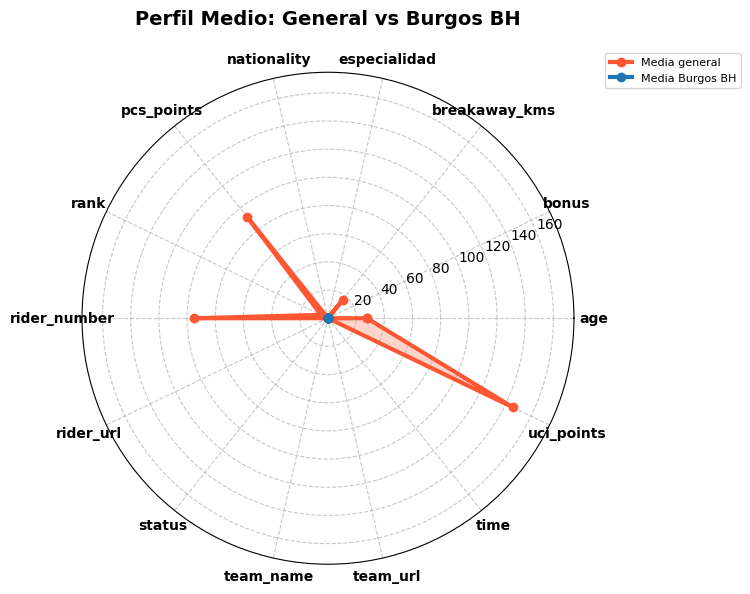 Perfil Medio: General vs Burgos BH
Media general
Media Burgos BH
nationality
especialidad
pcs_points
breakaway_kms
rank
bonus
rider_number
age
rider_url
uci_points
status
time
team_name
team_url
20
40
60
80
100
120
140
160